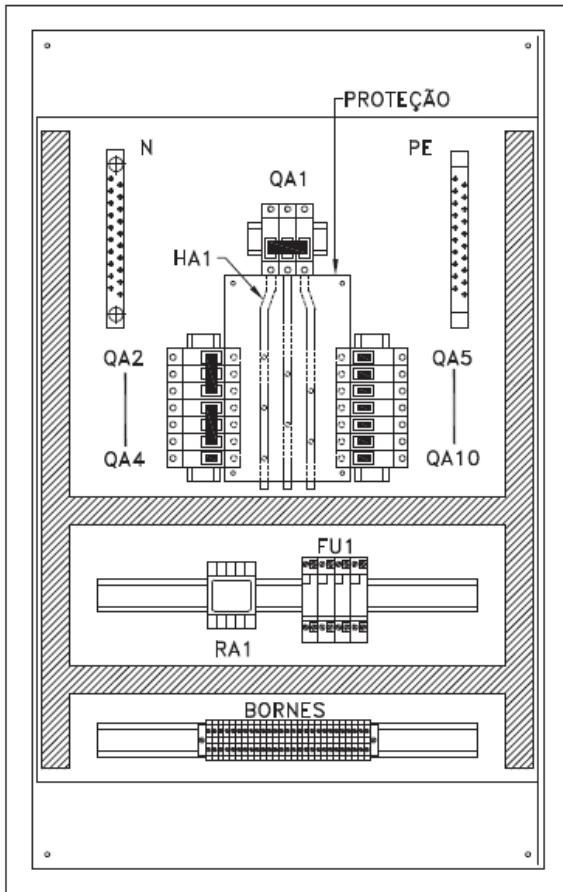 PROTEÇÃO
N
PE
QA1
HA1
QA2
QA5
QA4
QA10
FU1
RA1
BORNES